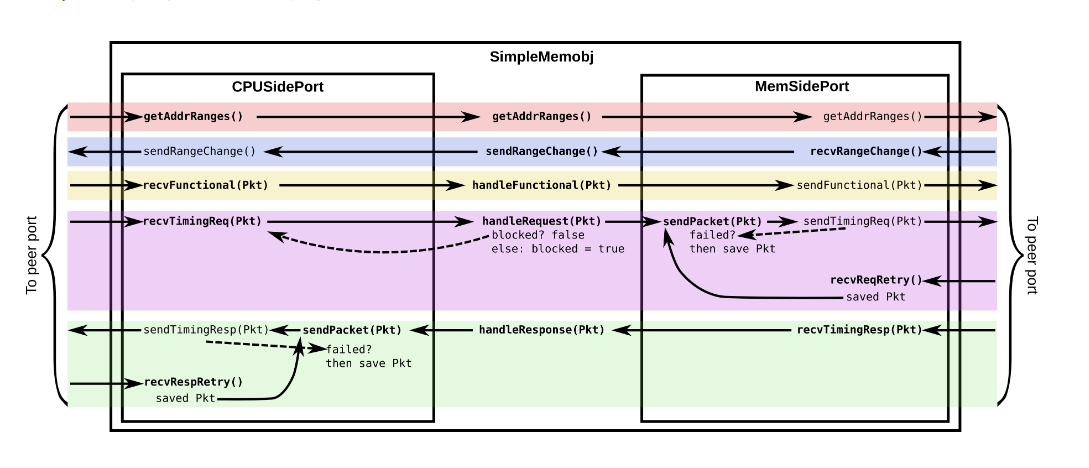 SimpleMemobj
CPUSidePort
MemSidePort
getAddrRanges() getAddrRanges() getAddrRanges()
sendRangeChange() sendRangeChange() recvRangeChange()
recvFunctional(Pkt) handleFunctional(Pkt) sendFunctional(Pkt)
recvTimingReq(Pkt) handleRequest(Pkt) sendPacket(Pkt) sendTimingReq(Pkt)
blocked? false failed?
else: blocked = true then save Pkt
recvReqRetry()
saved Pkt
sendTimingResp(Pkt) sendPacket(Pkt) handleResponse(Pkt) recvTimingResp(Pkt)
failed?
then save Pkt
recvRespRetry()
saved Pkt
To peer port
To peer port